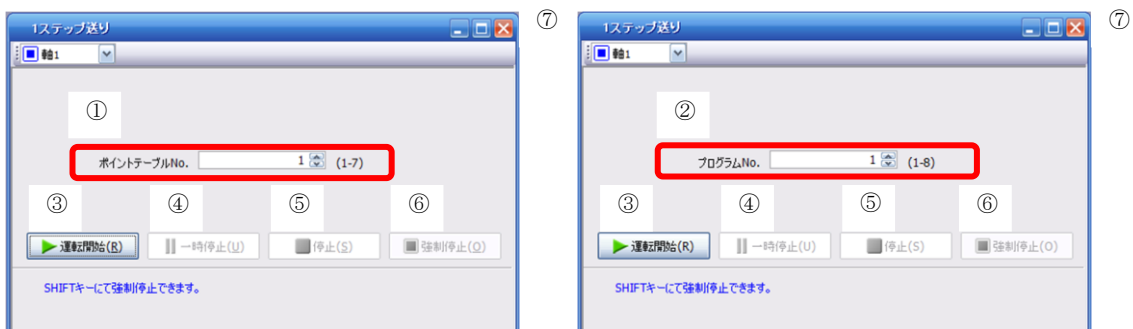 1ステップ送り
⑦
軸1
①
ポイントテーブルNo. 1 (1-7)
③ ④ ⑤ ⑥
運転開始(R) 一時停止(U) 停止(S) 強制停止(O)
SHIFTキーにて強制停止できます。
1ステップ送り
⑦
軸1
②
プログラムNo. 1 (1-8)
③ ④ ⑤ ⑥
運転開始(R) 一時停止(U) 停止(S) 強制停止(O)
SHIFTキーにて強制停止できます。